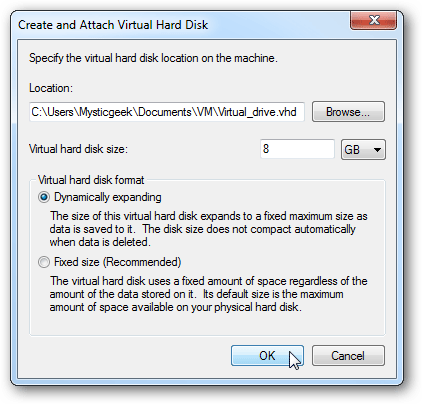 Create and Attach Virtual Hard Disk
Specify the virtual hard disk location on the machine.
Location:
C:\Users\Mysticgeek\Documents\VM\Virtual_drive.vhd Browse...
Virtual hard disk size: 8 GB
Virtual hard disk format
Dynamically expanding
The size of this virtual hard disk expands to a fixed maximum size as
data is saved to it. The disk size does not compact automatically
when data is deleted.
Fixed size (Recommended)
The virtual hard disk uses a fixed amount of space regardless of the
amount of the data stored on it. Its default size is the maximum
amount of space available on your physical hard disk.
OK Cancel